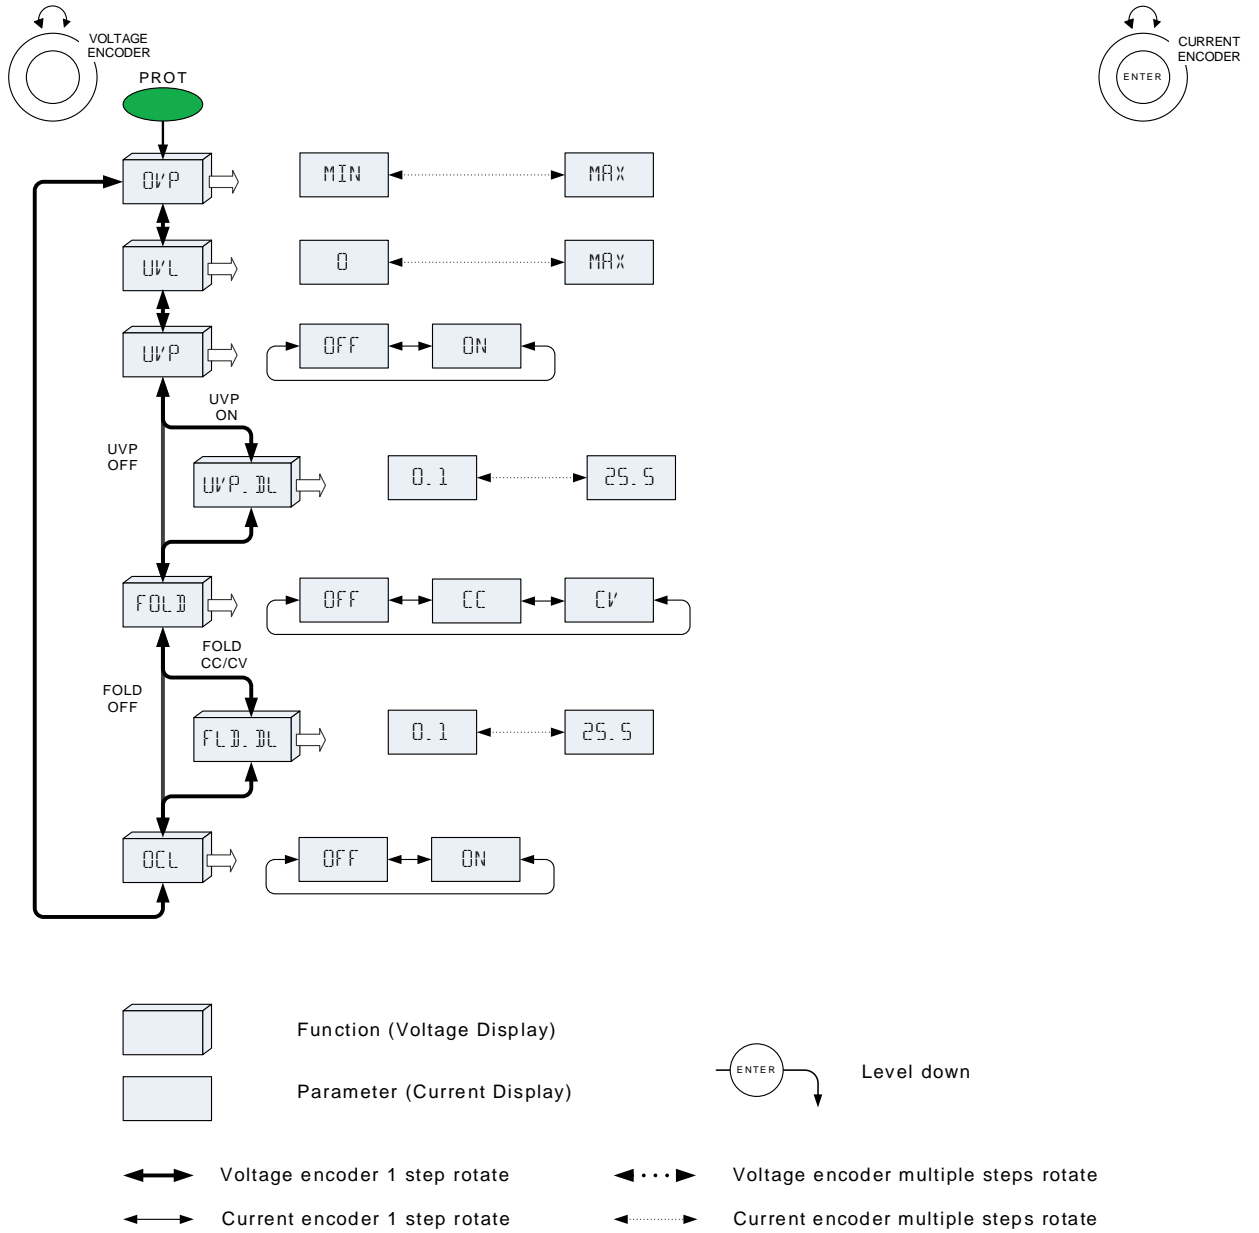 VOLTAGE
ENCODER
CURRENT
ENCODER
ENTER
PROT
OVP
MIN
MAX
UVL
0
MAX
UVP
OFF
ON
UVP
ON
UVP
OFF
UVP.DL
0.1
25.5
FOLD
OFF
CC
CV
FOLD
CC/CV
FOLD
OFF
FLD.DL
0.1
25.5
OCL
OFF
ON
Function (Voltage Display)
Parameter (Current Display)
ENTER
Level down
Voltage encoder 1 step rotate
Voltage encoder multiple steps rotate
Current encoder 1 step rotate
Current encoder multiple steps rotate